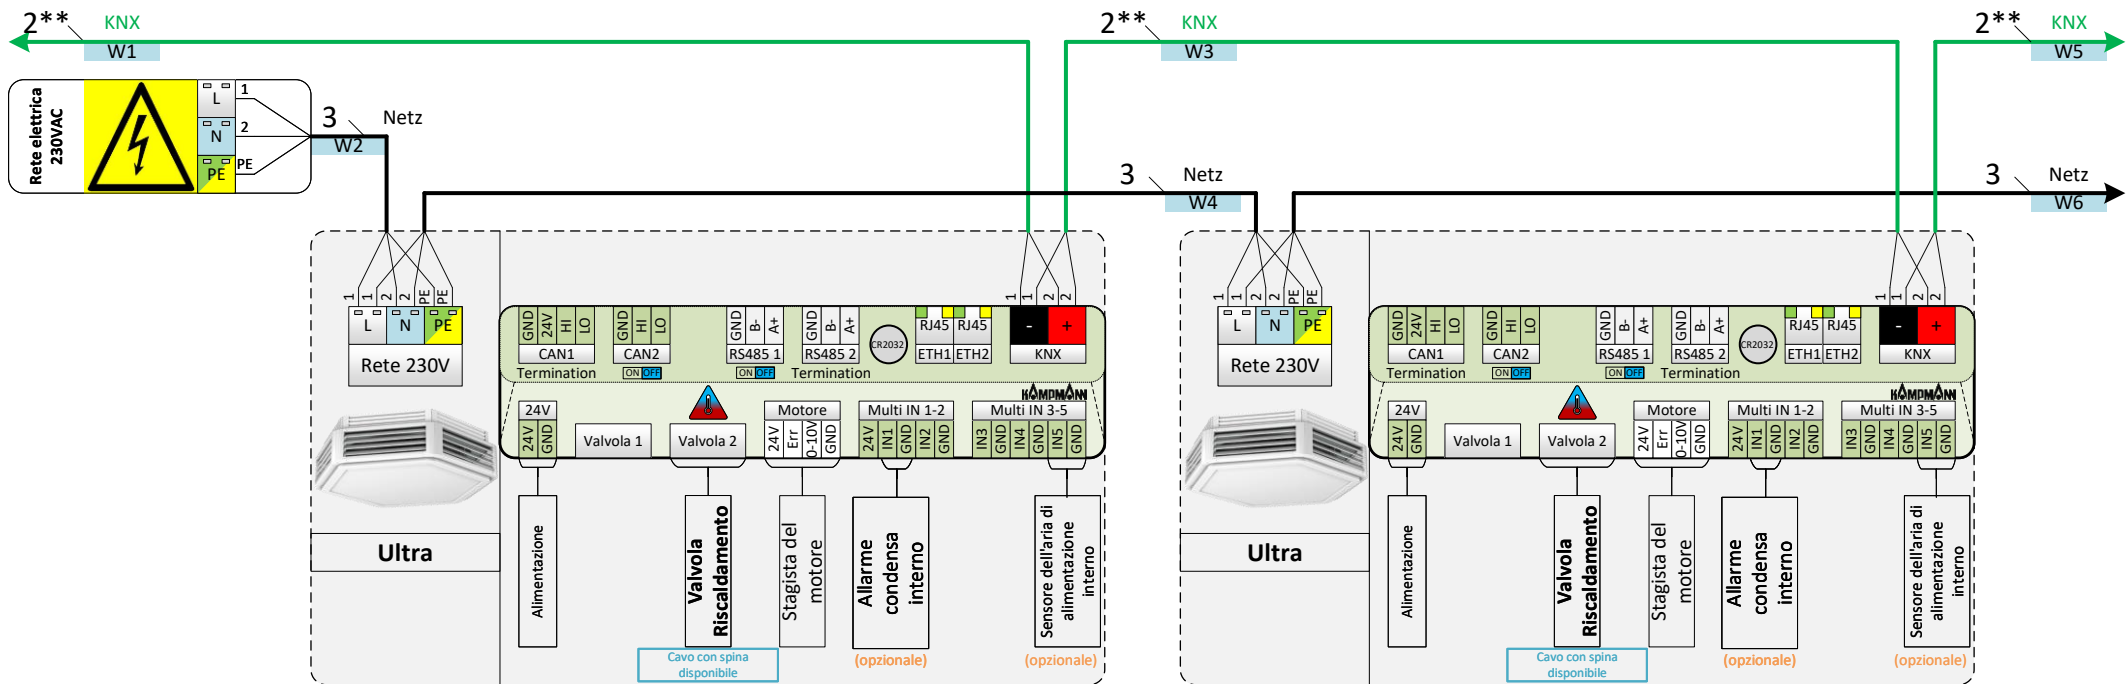 2** KNX 2** KNX 2** KNX
W1 W3 W5
Rete elettrica
230VAC
L 1
N 2
PE PE
3 Netz
W2
3 Netz 3 Netz
W4 W6
1 1 2 2 PE PE
L N PE
Rete 230V
Ultra
1 1 2 2
GND 24V HI LO GND HI LO GND B- A+ GND B- A+ CR2032 RJ45 RJ45 - +
CAN1 CAN2 RS485 1 RS485 2 ETH1 ETH2 KNX
Termination ON OFF ON OFF Termination
KAMPMANN
24V Motore Multi IN 1-2 Multi IN 3-5
24V GND Valvola 1 Valvola 2 24V Err 0-10V GND 24V IN1 GND IN2 GND IN3 GND IN4 GND IN5 GND
Alimentazione
Valvola
Riscaldamento
Stagista del
motore
Allarme
condensa
interno
Sensore dell'aria di
alimentazione
interno
Cavo con spina
disponibile
(opzionale) (opzionale)
1 1 2 2 PE PE
L N PE
Rete 230V
Ultra
1 1 2 2
GND 24V HI LO GND HI LO GND B- A+ GND B- A+ CR2032 RJ45 RJ45 - +
CAN1 CAN2 RS485 1 RS485 2 ETH1 ETH2 KNX
Termination ON OFF ON OFF Termination
KAMPMANN
24V Motore Multi IN 1-2 Multi IN 3-5
24V GND Valvola 1 Valvola 2 24V Err 0-10V GND 24V IN1 GND IN2 GND IN3 GND IN4 GND IN5 GND
Alimentazione
Valvola
Riscaldamento
Stagista del
motore
Allarme
condensa
interno
Sensore dell'aria di
alimentazione
interno
Cavo con spina
disponibile
(opzionale) (opzionale)